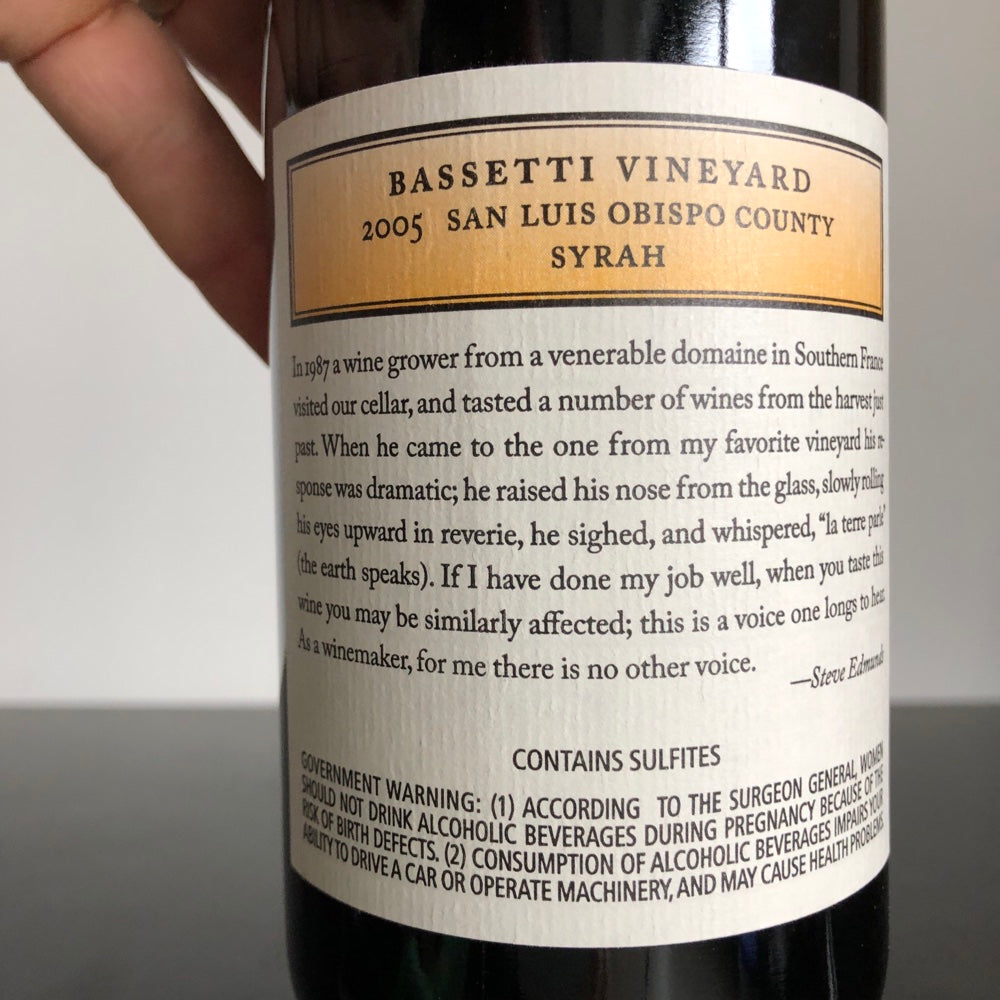 BASSETTI VINEYARD
2005 SAN LUIS OBISPO COUNTY
SYRAH
In 1987 a wine grower from a venerable domaine in Southern France
visited our cellar, and tasted a number of wines from the harvest just
past. When he came to the one from my favorite vineyard his re-
sponse was dramatic; he raised his nose from the glass, slowly rolling
his eyes upward in reverie, he sighed, and whispered, “la terre parle”
(the earth speaks). If I have done my job well, when you taste this
wine you may be similarly affected; this is a voice one longs to hear.
As a winemaker, for me there is no other voice.
—Steve Edmunds
CONTAINS SULFITES
GOVERNMENT WARNING: (1) ACCORDING TO THE SURGEON GENERAL, WOMEN
SHOULD NOT DRINK ALCOHOLIC BEVERAGES DURING PREGNANCY BECAUSE OF THE
RISK OF BIRTH DEFECTS. (2) CONSUMPTION OF ALCOHOLIC BEVERAGES IMPAIRS YOUR
ABILITY TO DRIVE A CAR OR OPERATE MACHINERY, AND MAY CAUSE HEALTH PROBLEMS.